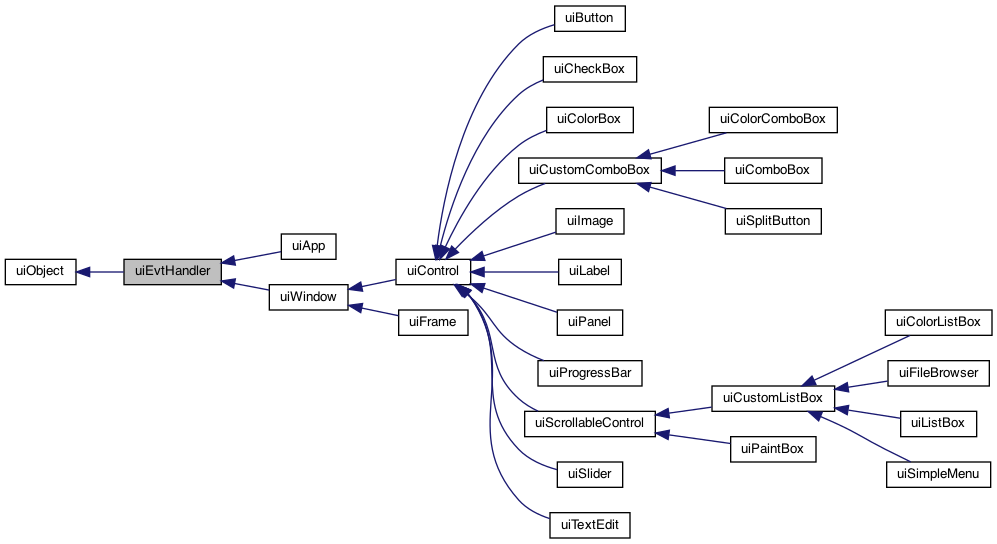 uiButton
uiCheckBox
uiColorBox
uiColorComboBox
uiCustomComboBox
uiComboBox
uiSplitButton
uiImage
uiApp
uiObject
uiEvtHandler
uiControl
uiLabel
uiWindow
uiFrame
uiPanel
uiColorListBox
uiProgressBar
uiFileBrowser
uiCustomListBox
uiScrollableControl
uiListBox
uiPaintBox
uiSlider
uiSimpleMenu
uiTextEdit